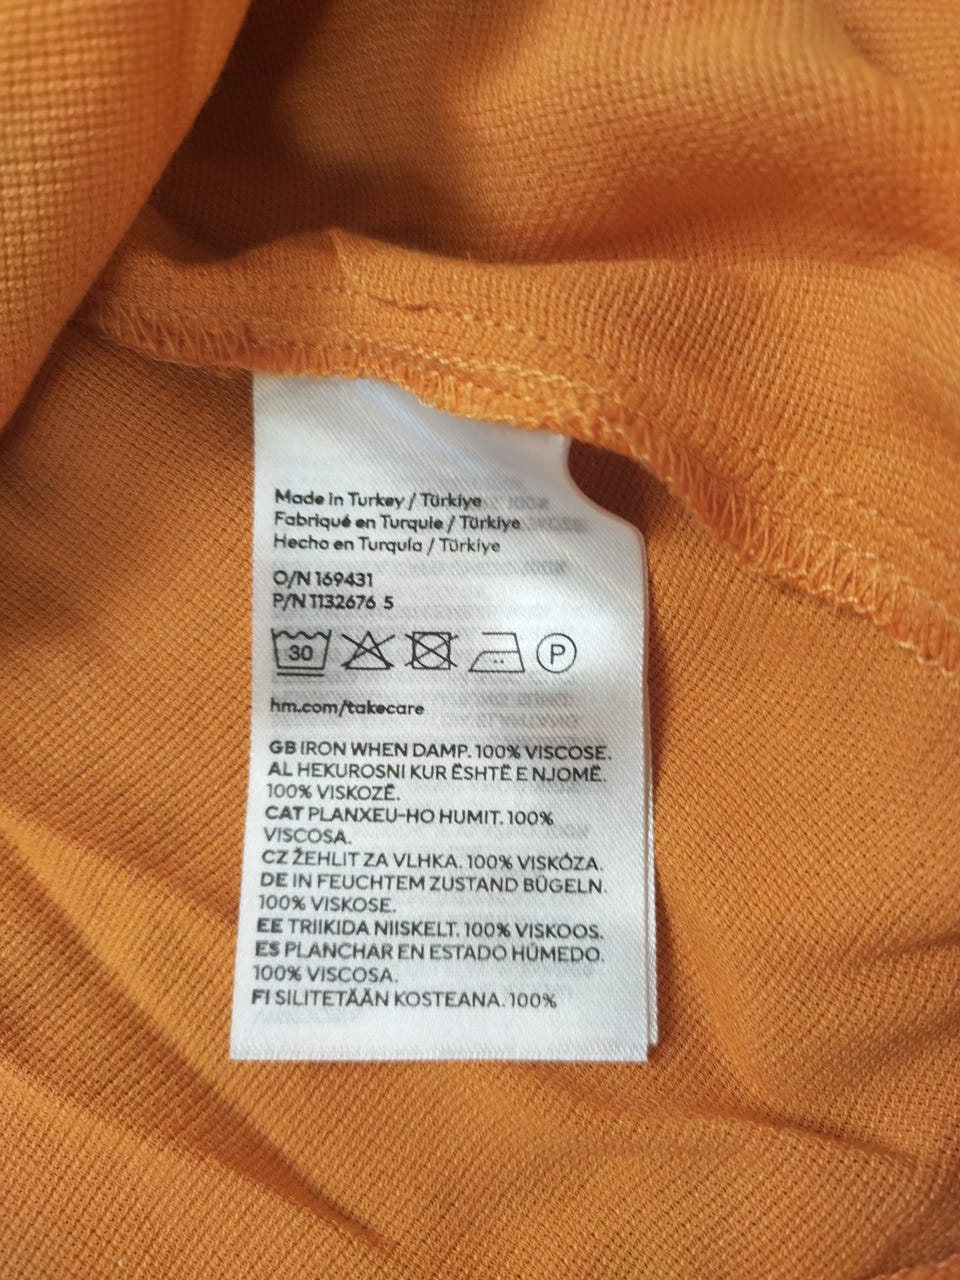 Made in Turkey / Türkiye
Fabriqué en Turquie / Türkiye
Hecho en Turquía / Türkiye
O/N 169431
P/N 1132676 5
30 P
hm.com/takecare
GB IRON WHEN DAMP. 100% VISCOSE.
AL HEKUROSNI KUR ËSHTË E NJOMË.
100% VISKOZË.
CAT PLANXEU-HO HUMIT. 100%
VISCOSA.
CZ ŽEHLIT ZA VLHKA. 100% VISKÓZA.
DE IN FEUCHTEM ZUSTAND BÜGELN.
100% VISKOSE.
EE TRIIKIDA NIISKELT. 100% VISKOOS.
ES PLANCHAR EN ESTADO HÚMEDO.
100% VISCOSA.
FI SILITETÄÄN KOSTEANA. 100%